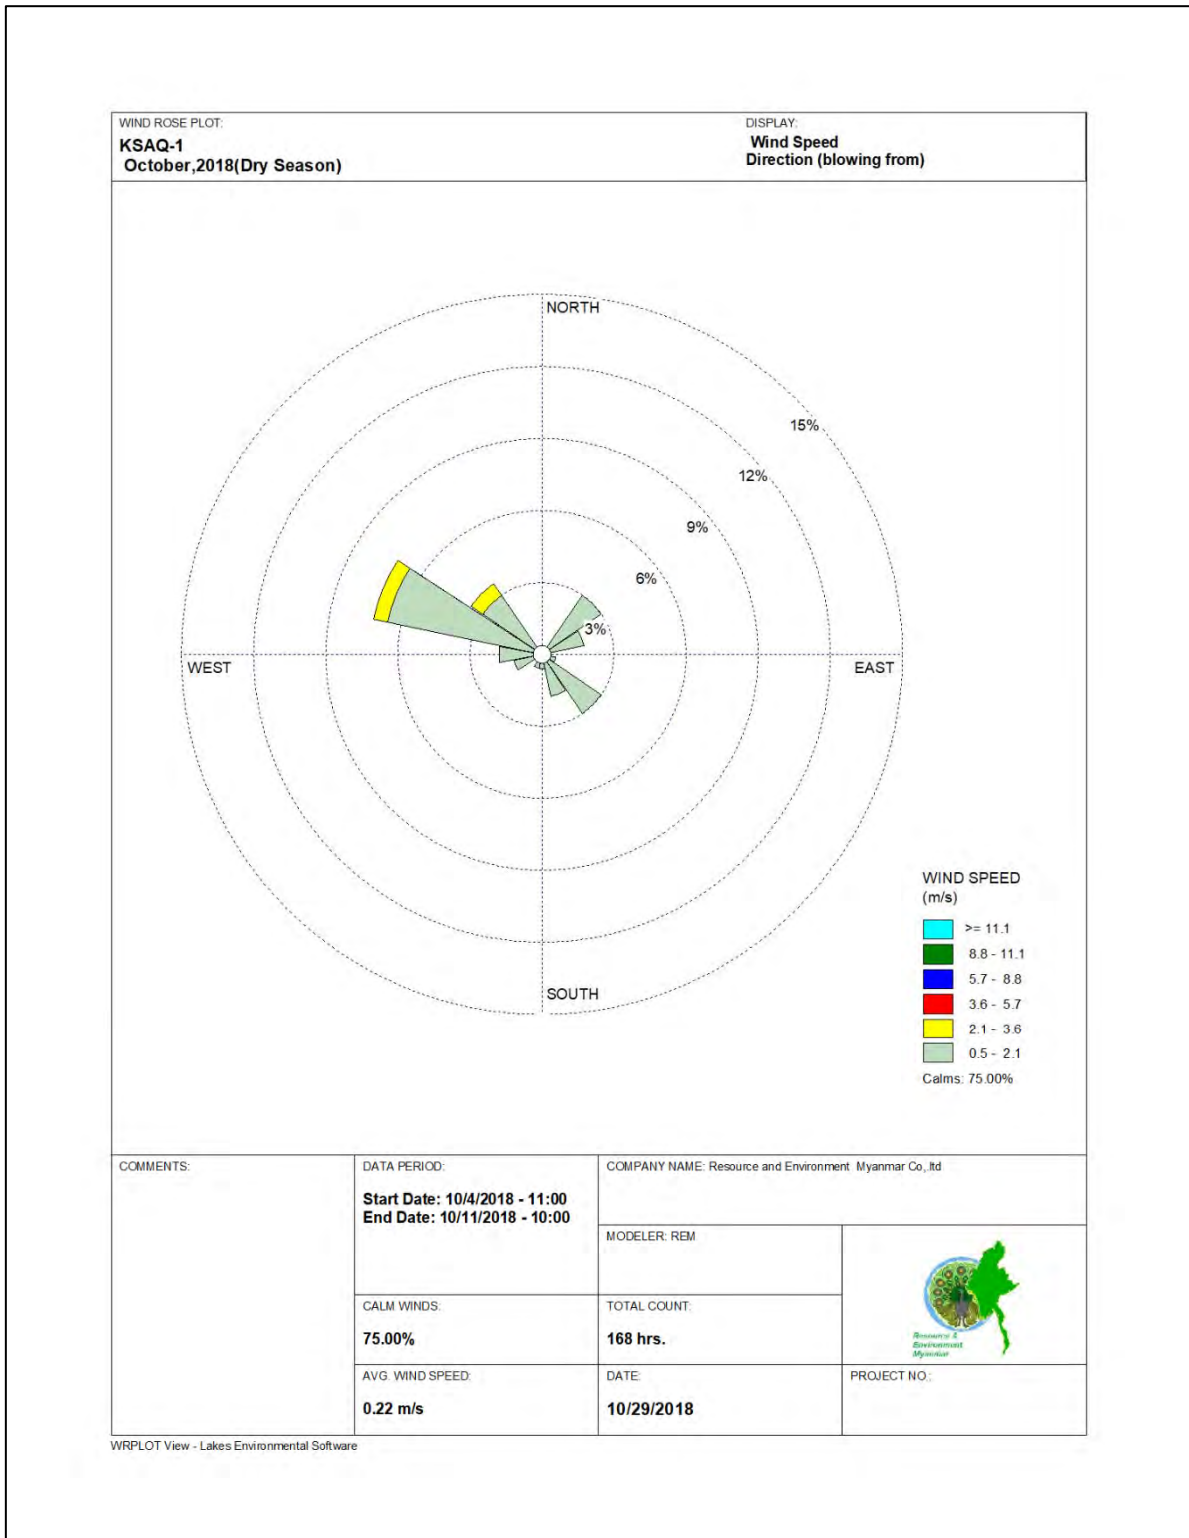 WIND ROSE PLOT:
KSAQ-1
October,2018(Dry Season)
DISPLAY:
Wind Speed
Direction (blowing from)
NORTH
15%
12%
9%
6%
3%
WEST
EAST
SOUTH
WIND SPEED
(m/s)
>= 11.1
8.8 - 11.1
5.7 - 8.8
3.6 - 5.7
2.1 - 3.6
0.5 - 2.1
Calms: 75.00%
COMMENTS:
DATA PERIOD:
Start Date: 10/4/2018 - 11:00
End Date: 10/11/2018 - 10:00
COMPANY NAME: Resource and Environment Myanmar Co,.ltd
MODELER: REM
CALM WINDS:
75.00%
TOTAL COUNT:
168 hrs.
Resource &
Environment
Myanmar
AVG. WIND SPEED:
0.22 m/s
DATE:
10/29/2018
PROJECT NO.:
WRPLOT View - Lakes Environmental Software